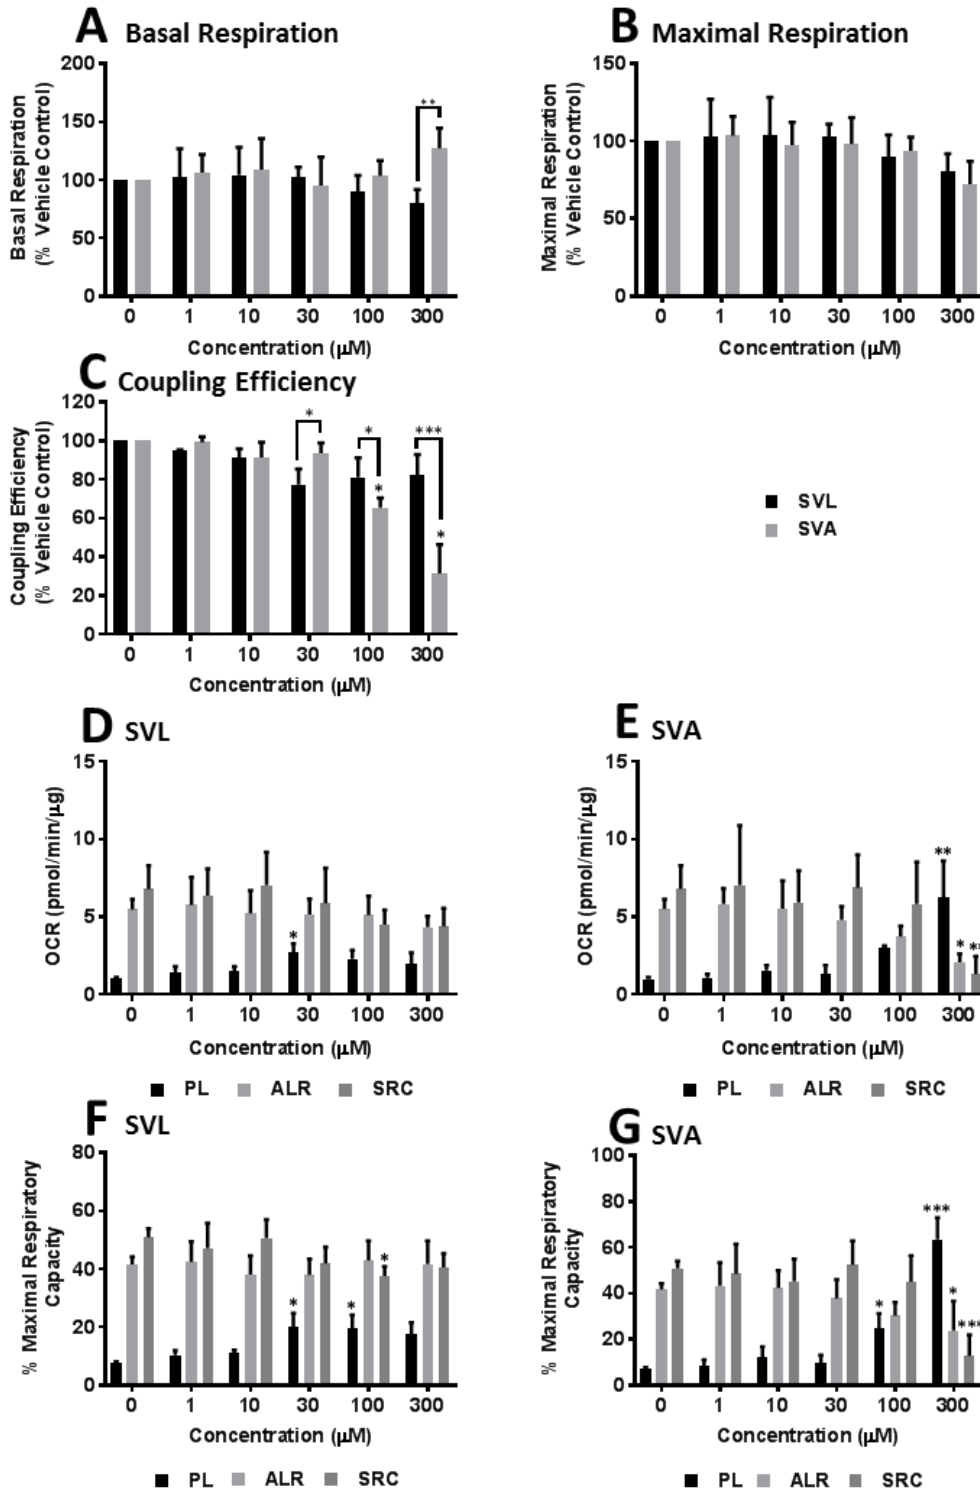 A Basal Respiration
200
150
100
50
0
Basal Respiration
(% Vehicle Control)
**
0 1 10 30 100 300
Concentration (μM)
B Maximal Respiration
150
100
50
0
Maximal Respiration
(% Vehicle Control)
0 1 10 30 100 300
Concentration (μM)
C Coupling Efficiency
120
100
80
60
40
20
0
Coupling Efficiency
(% Vehicle Control)
* * ***
* *
0 1 10 30 100 300
Concentration (μM)
SVL
SVA
D SVL
15
10
5
0
OCR (pmol/min/μg)
*
0 1 10 30 100 300
Concentration (μM)
PL ALR SRC
E SVA
15
10
5
0
OCR (pmol/min/μg)
**
* **
0 1 10 30 100 300
Concentration (μM)
PL ALR SRC
F SVL
80
60
40
20
0
% Maximal Respiratory
Capacity
* * *
0 1 10 30 100 300
Concentration (μM)
PL ALR SRC
G SVA
100
80
60
40
20
0
% Maximal Respiratory
Capacity
***
* * ***
0 1 10 30 100 300
Concentration (μM)
PL ALR SRC